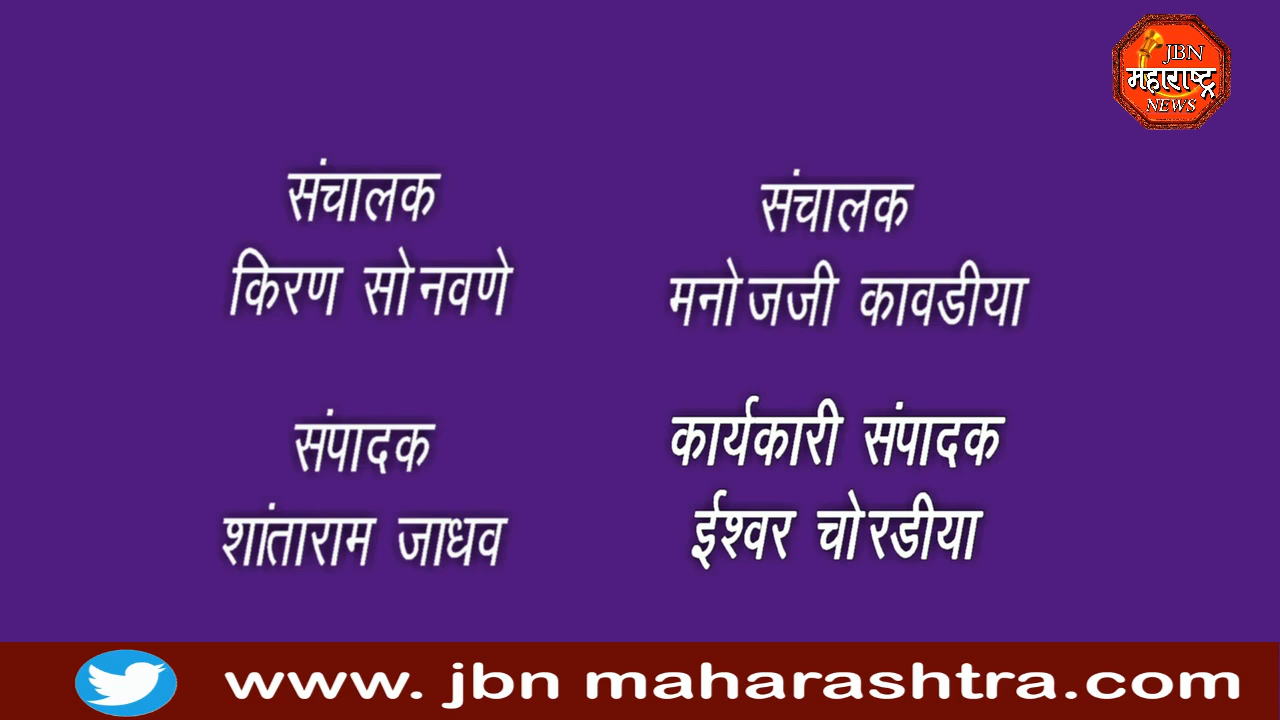 JBN
महाराष्ट्र
NEWS
संचालक
किरण सोनवणे
संचालक
मनोजजी कावडीया
संपादक
शांताराम जाधव
कार्यकारी संपादक
ईश्वर चोरडीया
www. jbn maharashtra.com